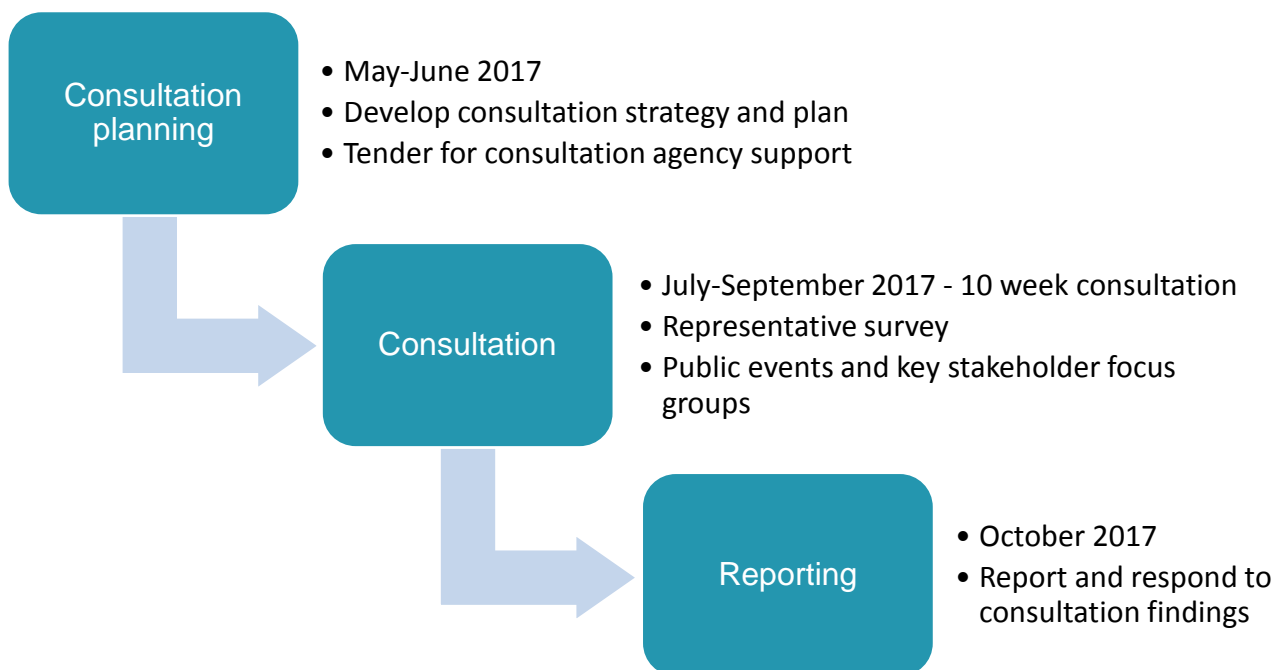 Consultation
planning
• May-June 2017
• Develop consultation strategy and plan
• Tender for consultation agency support
Consultation
• July-September 2017 - 10 week consultation
• Representative survey
• Public events and key stakeholder focus
groups
Reporting
• October 2017
• Report and respond to
consultation findings